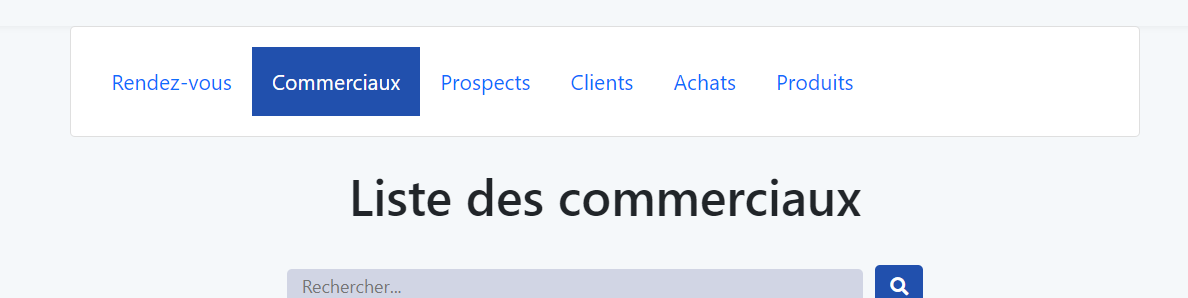 Rendez-vous Commerciaux Prospects Clients Achats Produits
Liste des commerciaux
Rechercher...